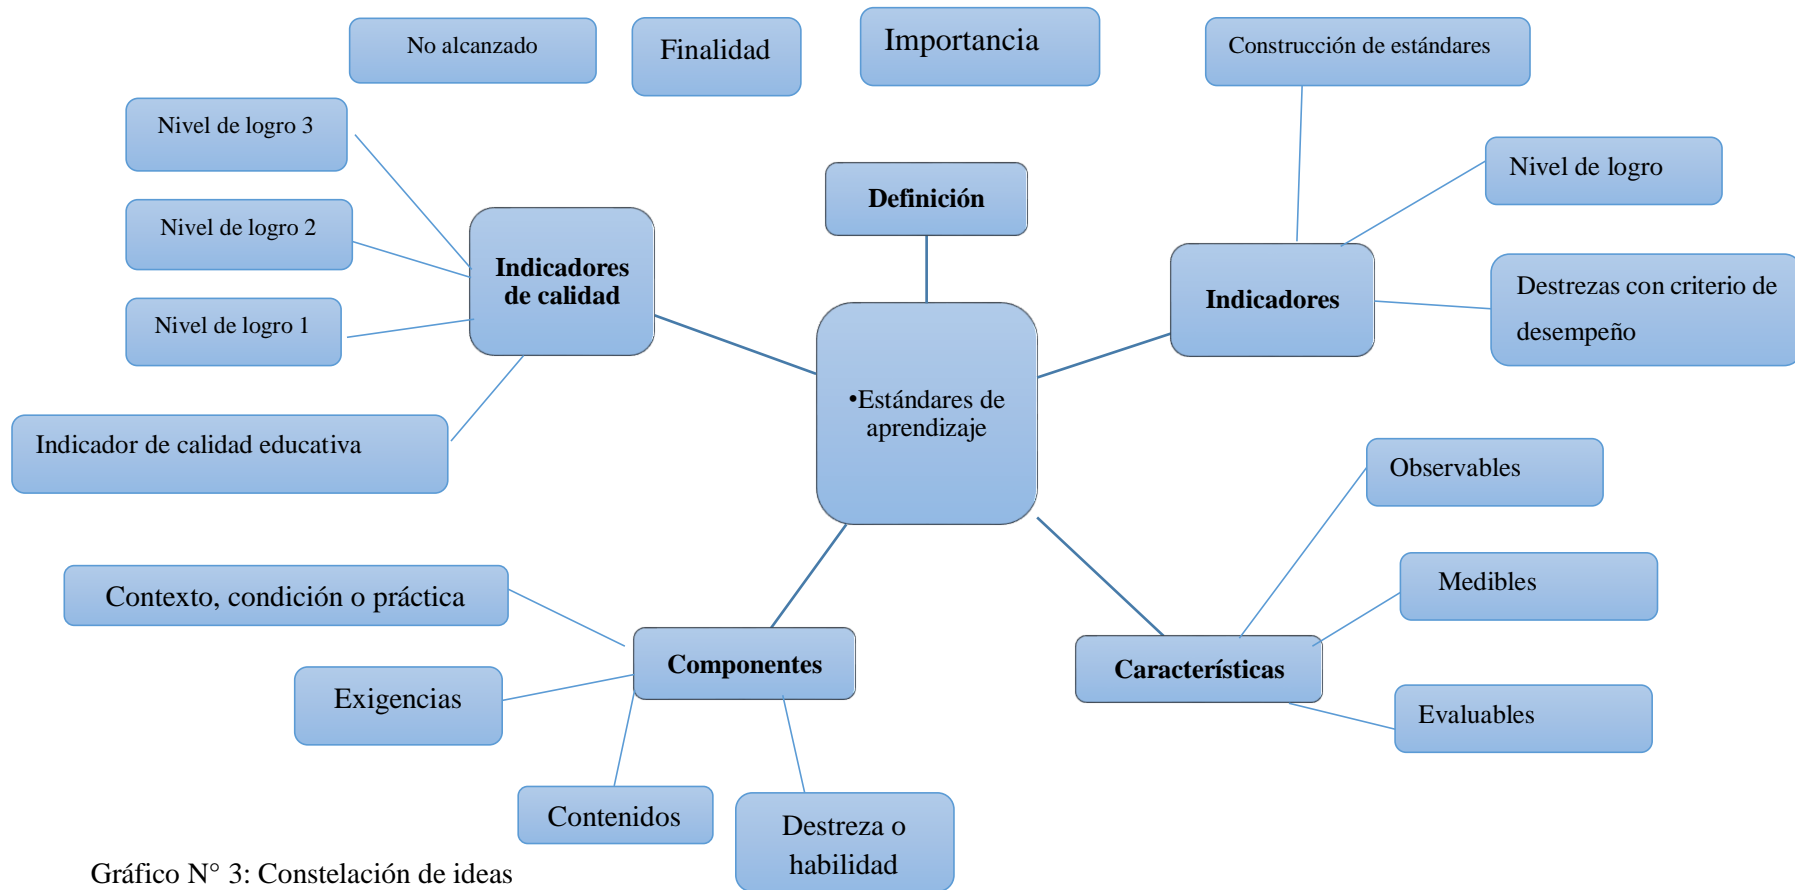 No alcanzado
Finalidad
Importancia
Construcción de estándares
Nivel de logro 3
Nivel de logro
Definición
Nivel de logro 2
Indicadores
de calidad
Indicadores
Destrezas con criterio de
desempeño
Nivel de logro 1
•Estándares de
aprendizaje
Indicador de calidad educativa
Observables
Contexto, condición o práctica
Medibles
Componentes
Características
Exigencias
Evaluables
Contenidos
Destreza o
habilidad
Gráfico N° 3: Constelación de ideas